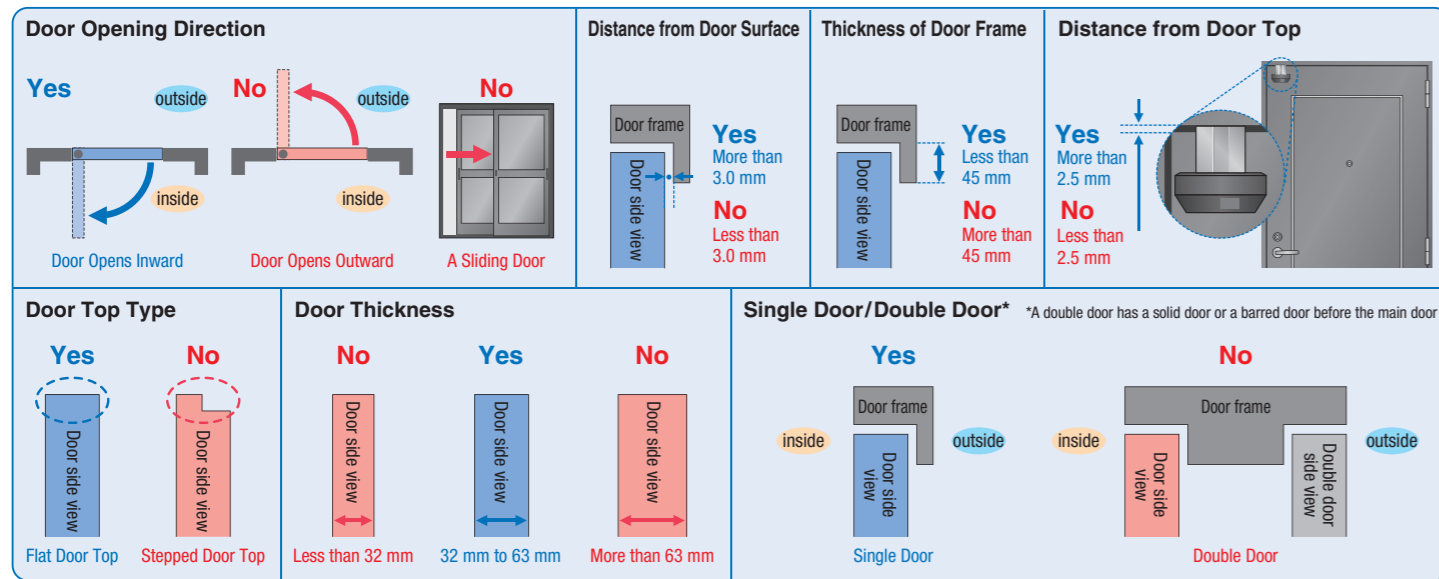 Door Opening Direction
Yes
outside
inside
Door Opens Inward
No
outside
inside
Door Opens Outward
No
A Sliding Door
Distance from Door Surface
Door frame
Door side view
Yes
More than
3.0 mm
No
Less than
3.0 mm
Thickness of Door Frame
Door frame
Door side view
Yes
Less than
45 mm
No
More than
45 mm
Distance from Door Top
Yes
More than
2.5 mm
No
Less than
2.5 mm
Door Top Type
Yes
Door side view
Flat Door Top
No
Door side view
Stepped Door Top
Door Thickness
No
Door side view
Less than 32 mm
Yes
Door side view
32 mm to 63 mm
No
Door side view
More than 63 mm
Single Door/Double Door* *A double door has a solid door or a barred door before the main door
Yes
Door frame
inside
outside
Door side
view
Single Door
No
Door frame
inside
outside
Door side
view
Double door
side view
Double Door